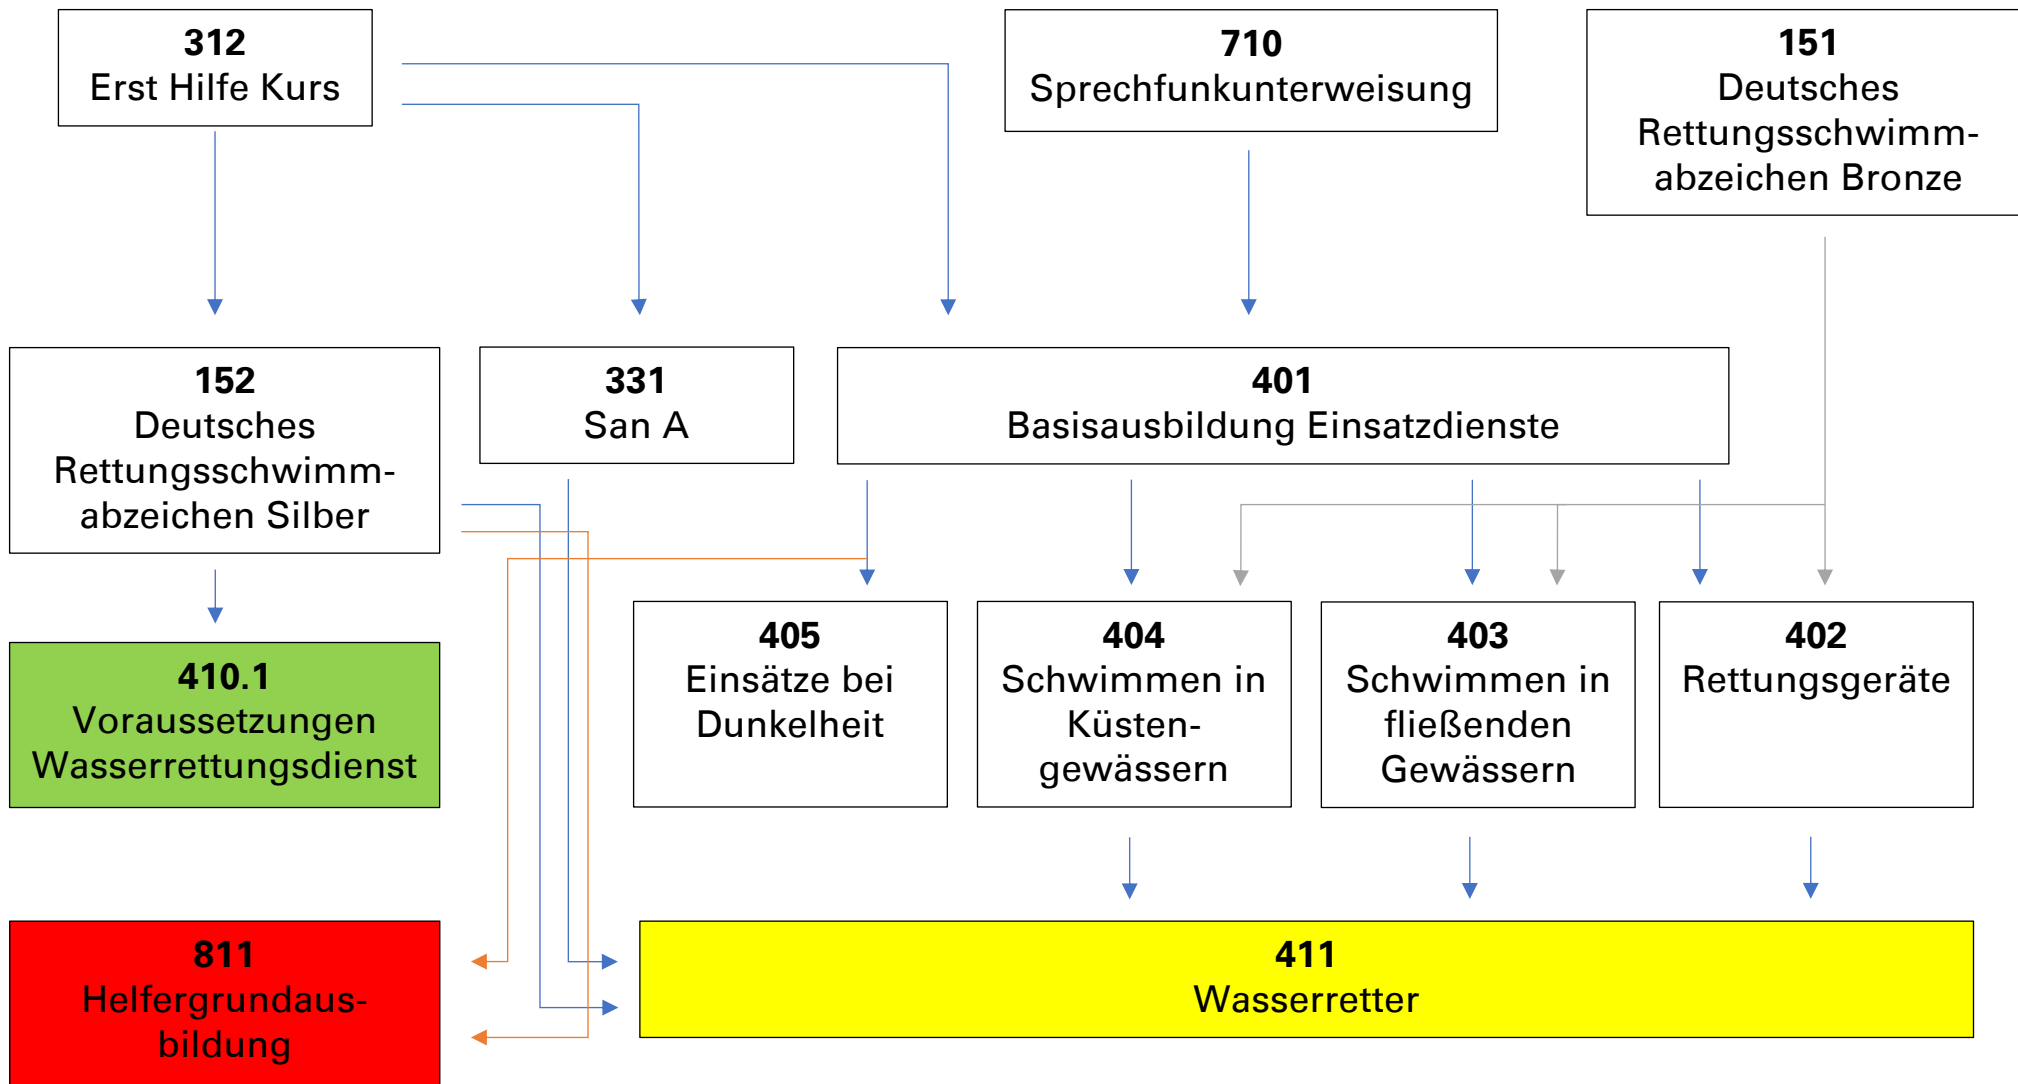 312
Erst Hilfe Kurs
710
Sprechfunkunterweisung
151
Deutsches
Rettungsschwimm-
abzeichen Bronze
152
Deutsches
Rettungsschwimm-
abzeichen Silber
331
San A
401
Basisausbildung Einsatzdienste
410.1
Voraussetzungen
Wasserrettungsdienst
405
Einsätze bei
Dunkelheit
404
Schwimmen in
Küsten-
gewässern
403
Schwimmen in
fließenden
Gewässern
402
Rettungsgeräte
811
Helfergrundaus-
bildung
411
Wasserretter